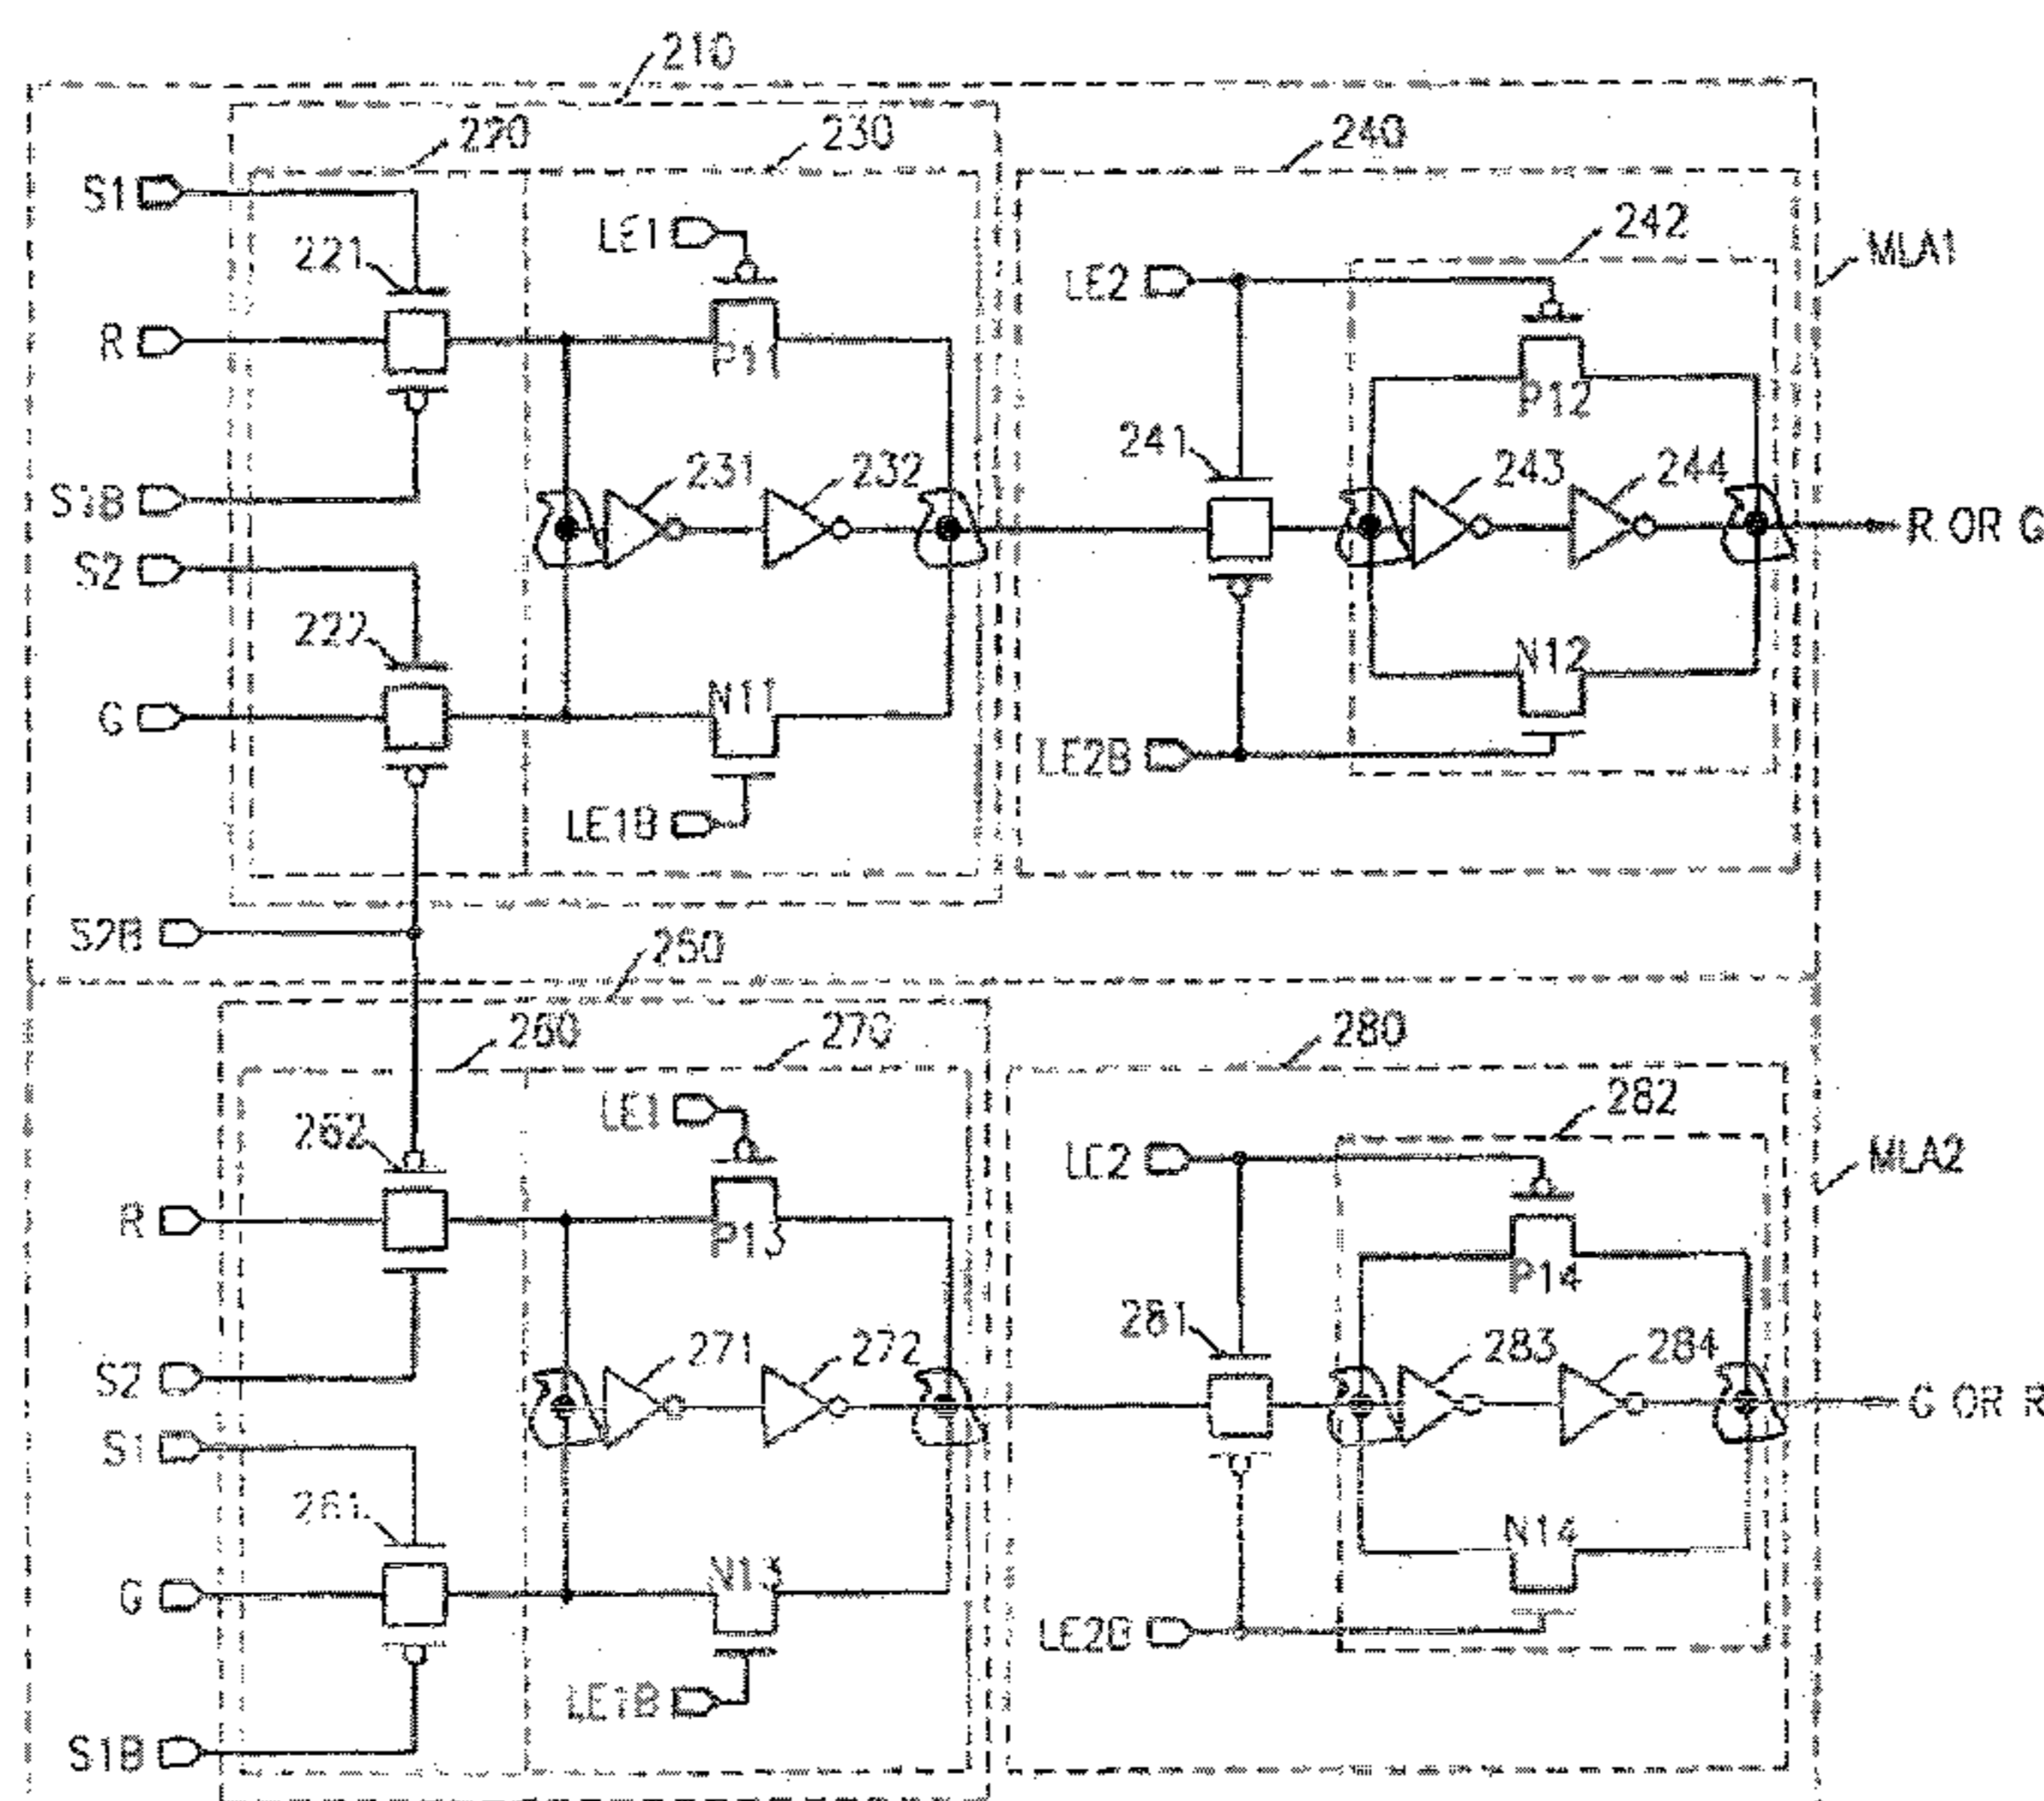 210
220
230
240
S1
LE1
242
MLA1
221
LE2
R
P11
P12
241
S1B
231
232
243
244
R OR G
S2
222
N12
G
N11
LE2B
LE1B
S2B
250
260
270
280
LE1
282
262
LE2
MLA2
R
P13
P14
281
S2
271
272
283
284
G OR R
S1
261
N14
G
N13
LE2B
LE1B
S1B